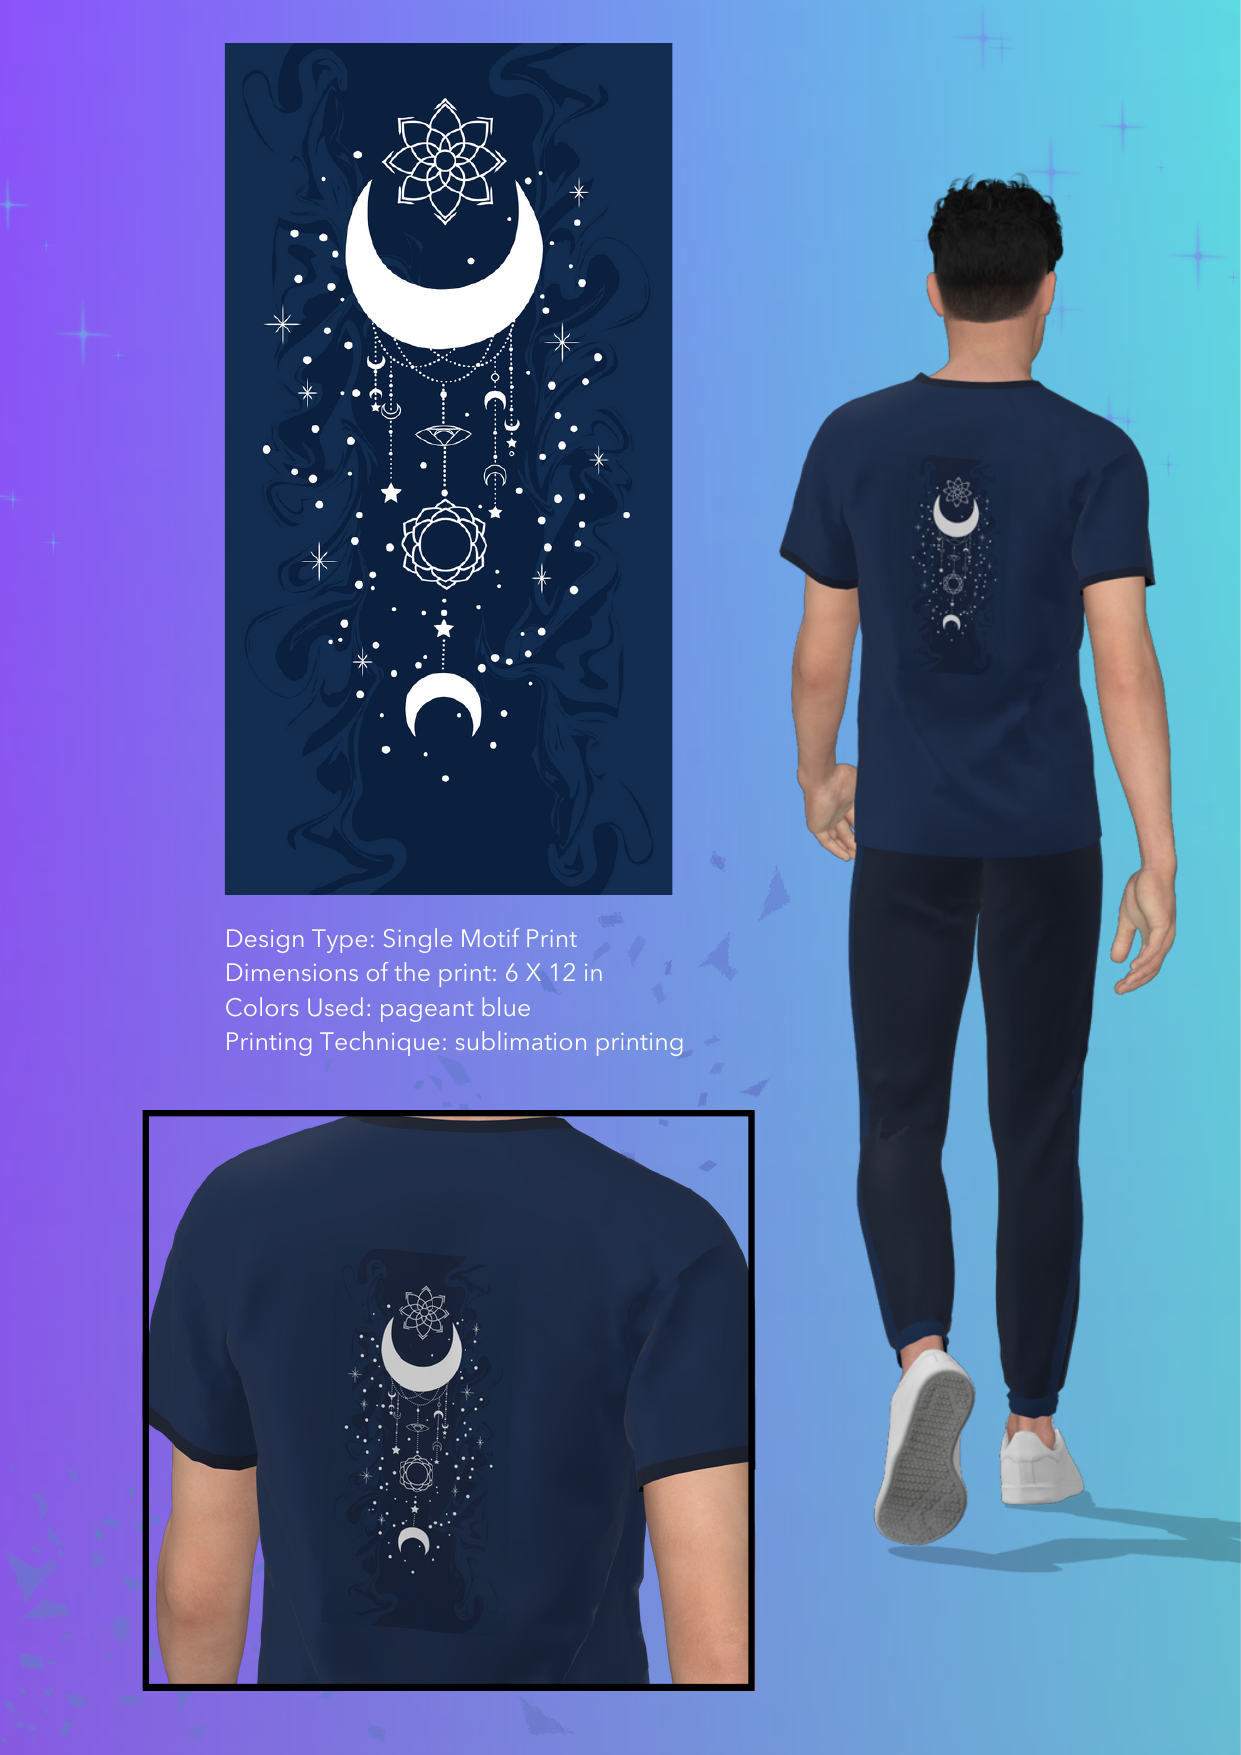 Design Type: Single Motif Print
Dimensions of the print: 6 X 12 in
Colors Used: pageant blue
Printing Technique: sublimation printing